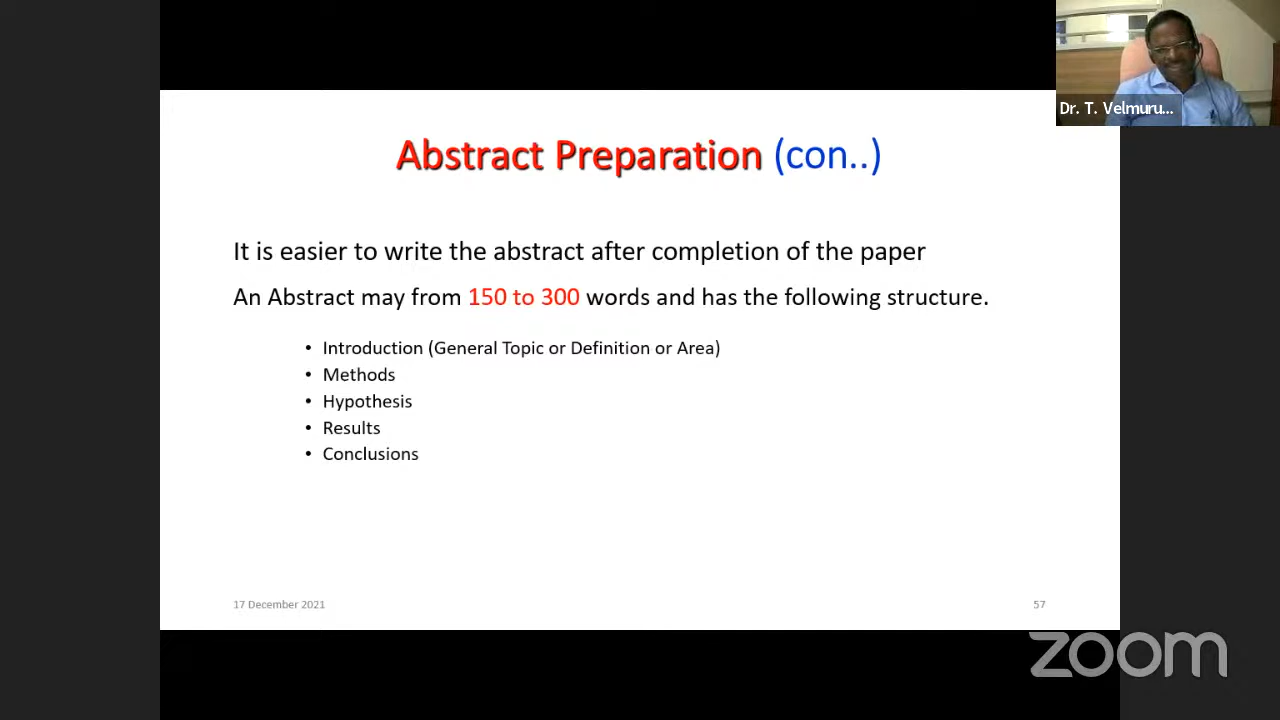 Dr. T. Velmuru...
Abstract Preparation (con..)
It is easier to write the abstract after completion of the paper
An Abstract may from 150 to 300 words and has the following structure.
• Introduction (General Topic or Definition or Area)
• Methods
• Hypothesis
• Results
• Conclusions
17 December 2021
57
zoom